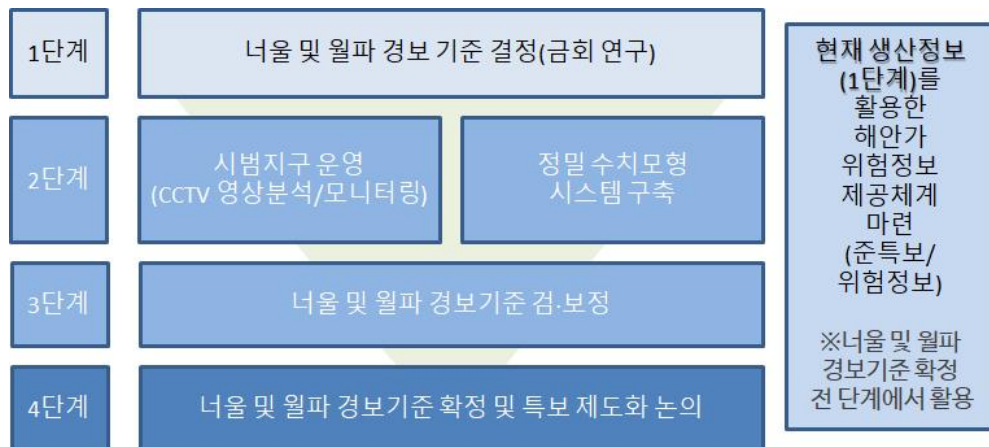 1단계
너울 및 월파 경보 기준 결정(금회 연구)
2단계
시범지구 운영
(CCTV 영상분석/모니터링)
정밀 수치모형
시스템 구축
3단계
너울 및 월파 경보기준 검·보정
4단계
너울 및 월파 경보기준 확정 및 특보 제도화 논의
현재 생산정보
(1단계)를
활용한
해안가
위험정보
제공체계
마련
(준특보/
위험정보)
※너울 및 월파
경보기준 확정
전 단계에서 활용